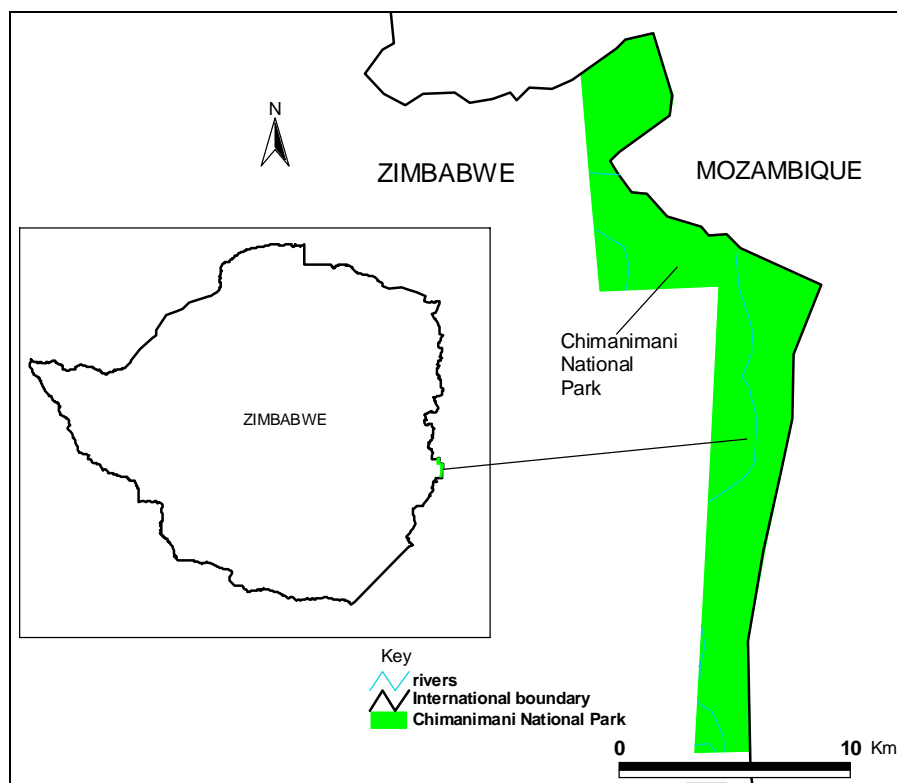 N
ZIMBABWE
MOZAMBIQUE
Chimanimani
National
Park
ZIMBABWE
Key
rivers
International boundary
Chimanimani National Park
0 10 Km